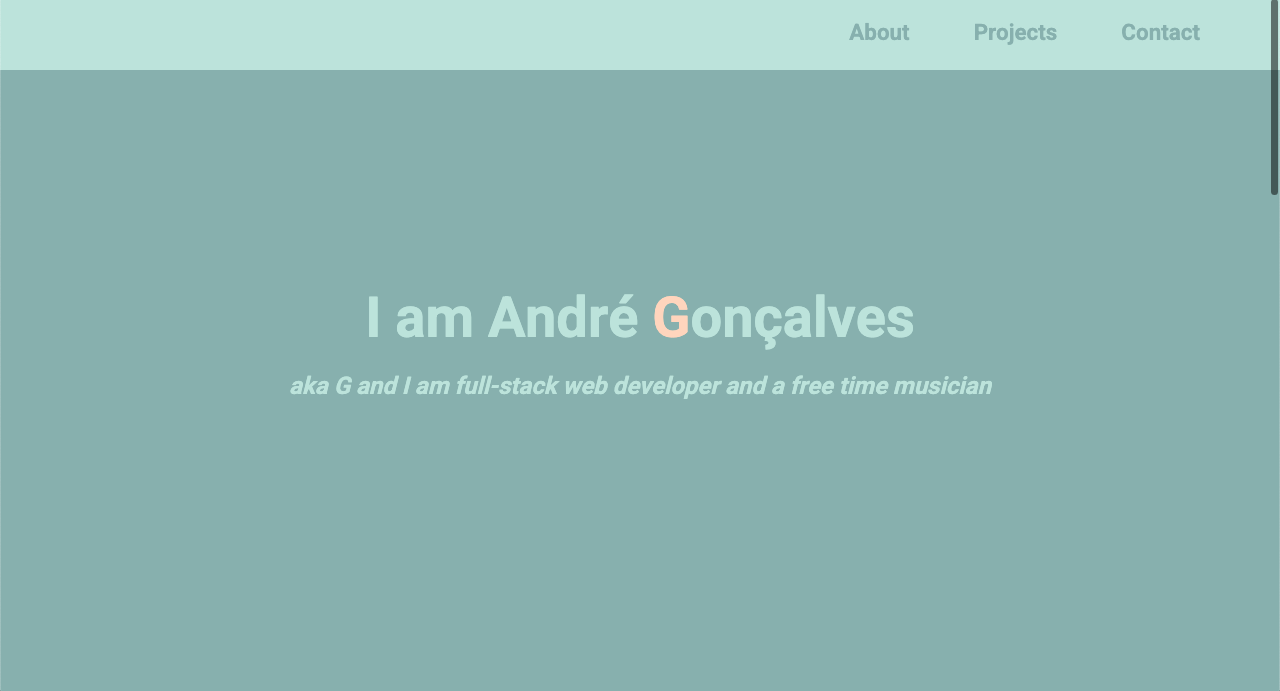 About Projects Contact
I am André Gonçalves
aka G and I am full-stack web developer and a free time musician